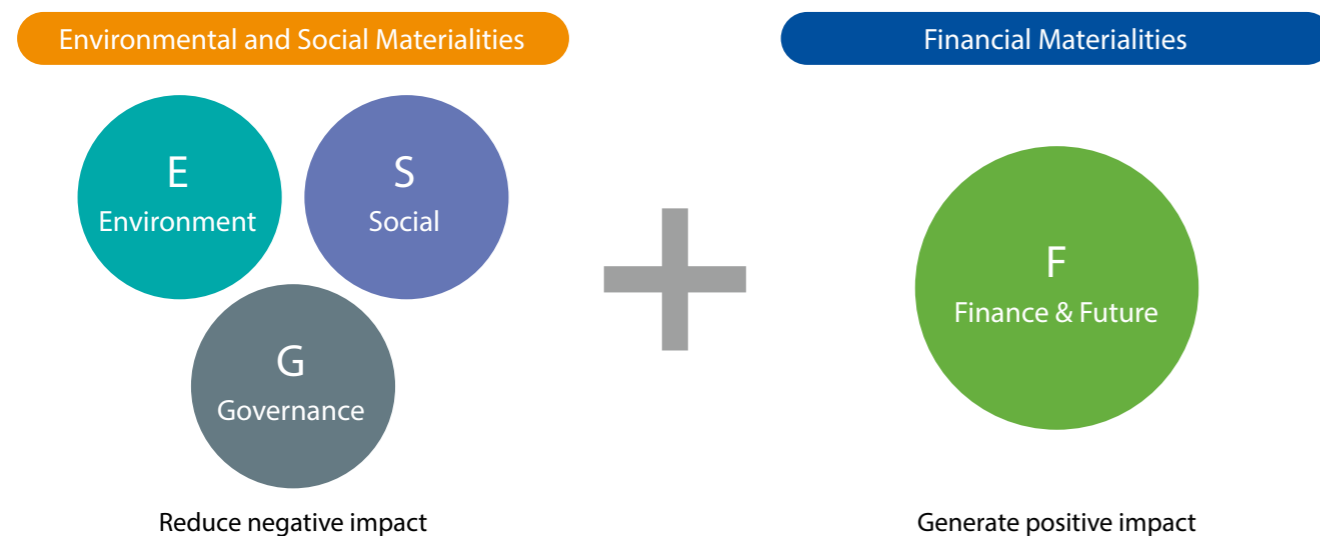 Environmental and Social Materialities
Financial Materialities
E
Environment
S
Social
G
Governance
F
Finance & Future
Reduce negative impact
Generate positive impact